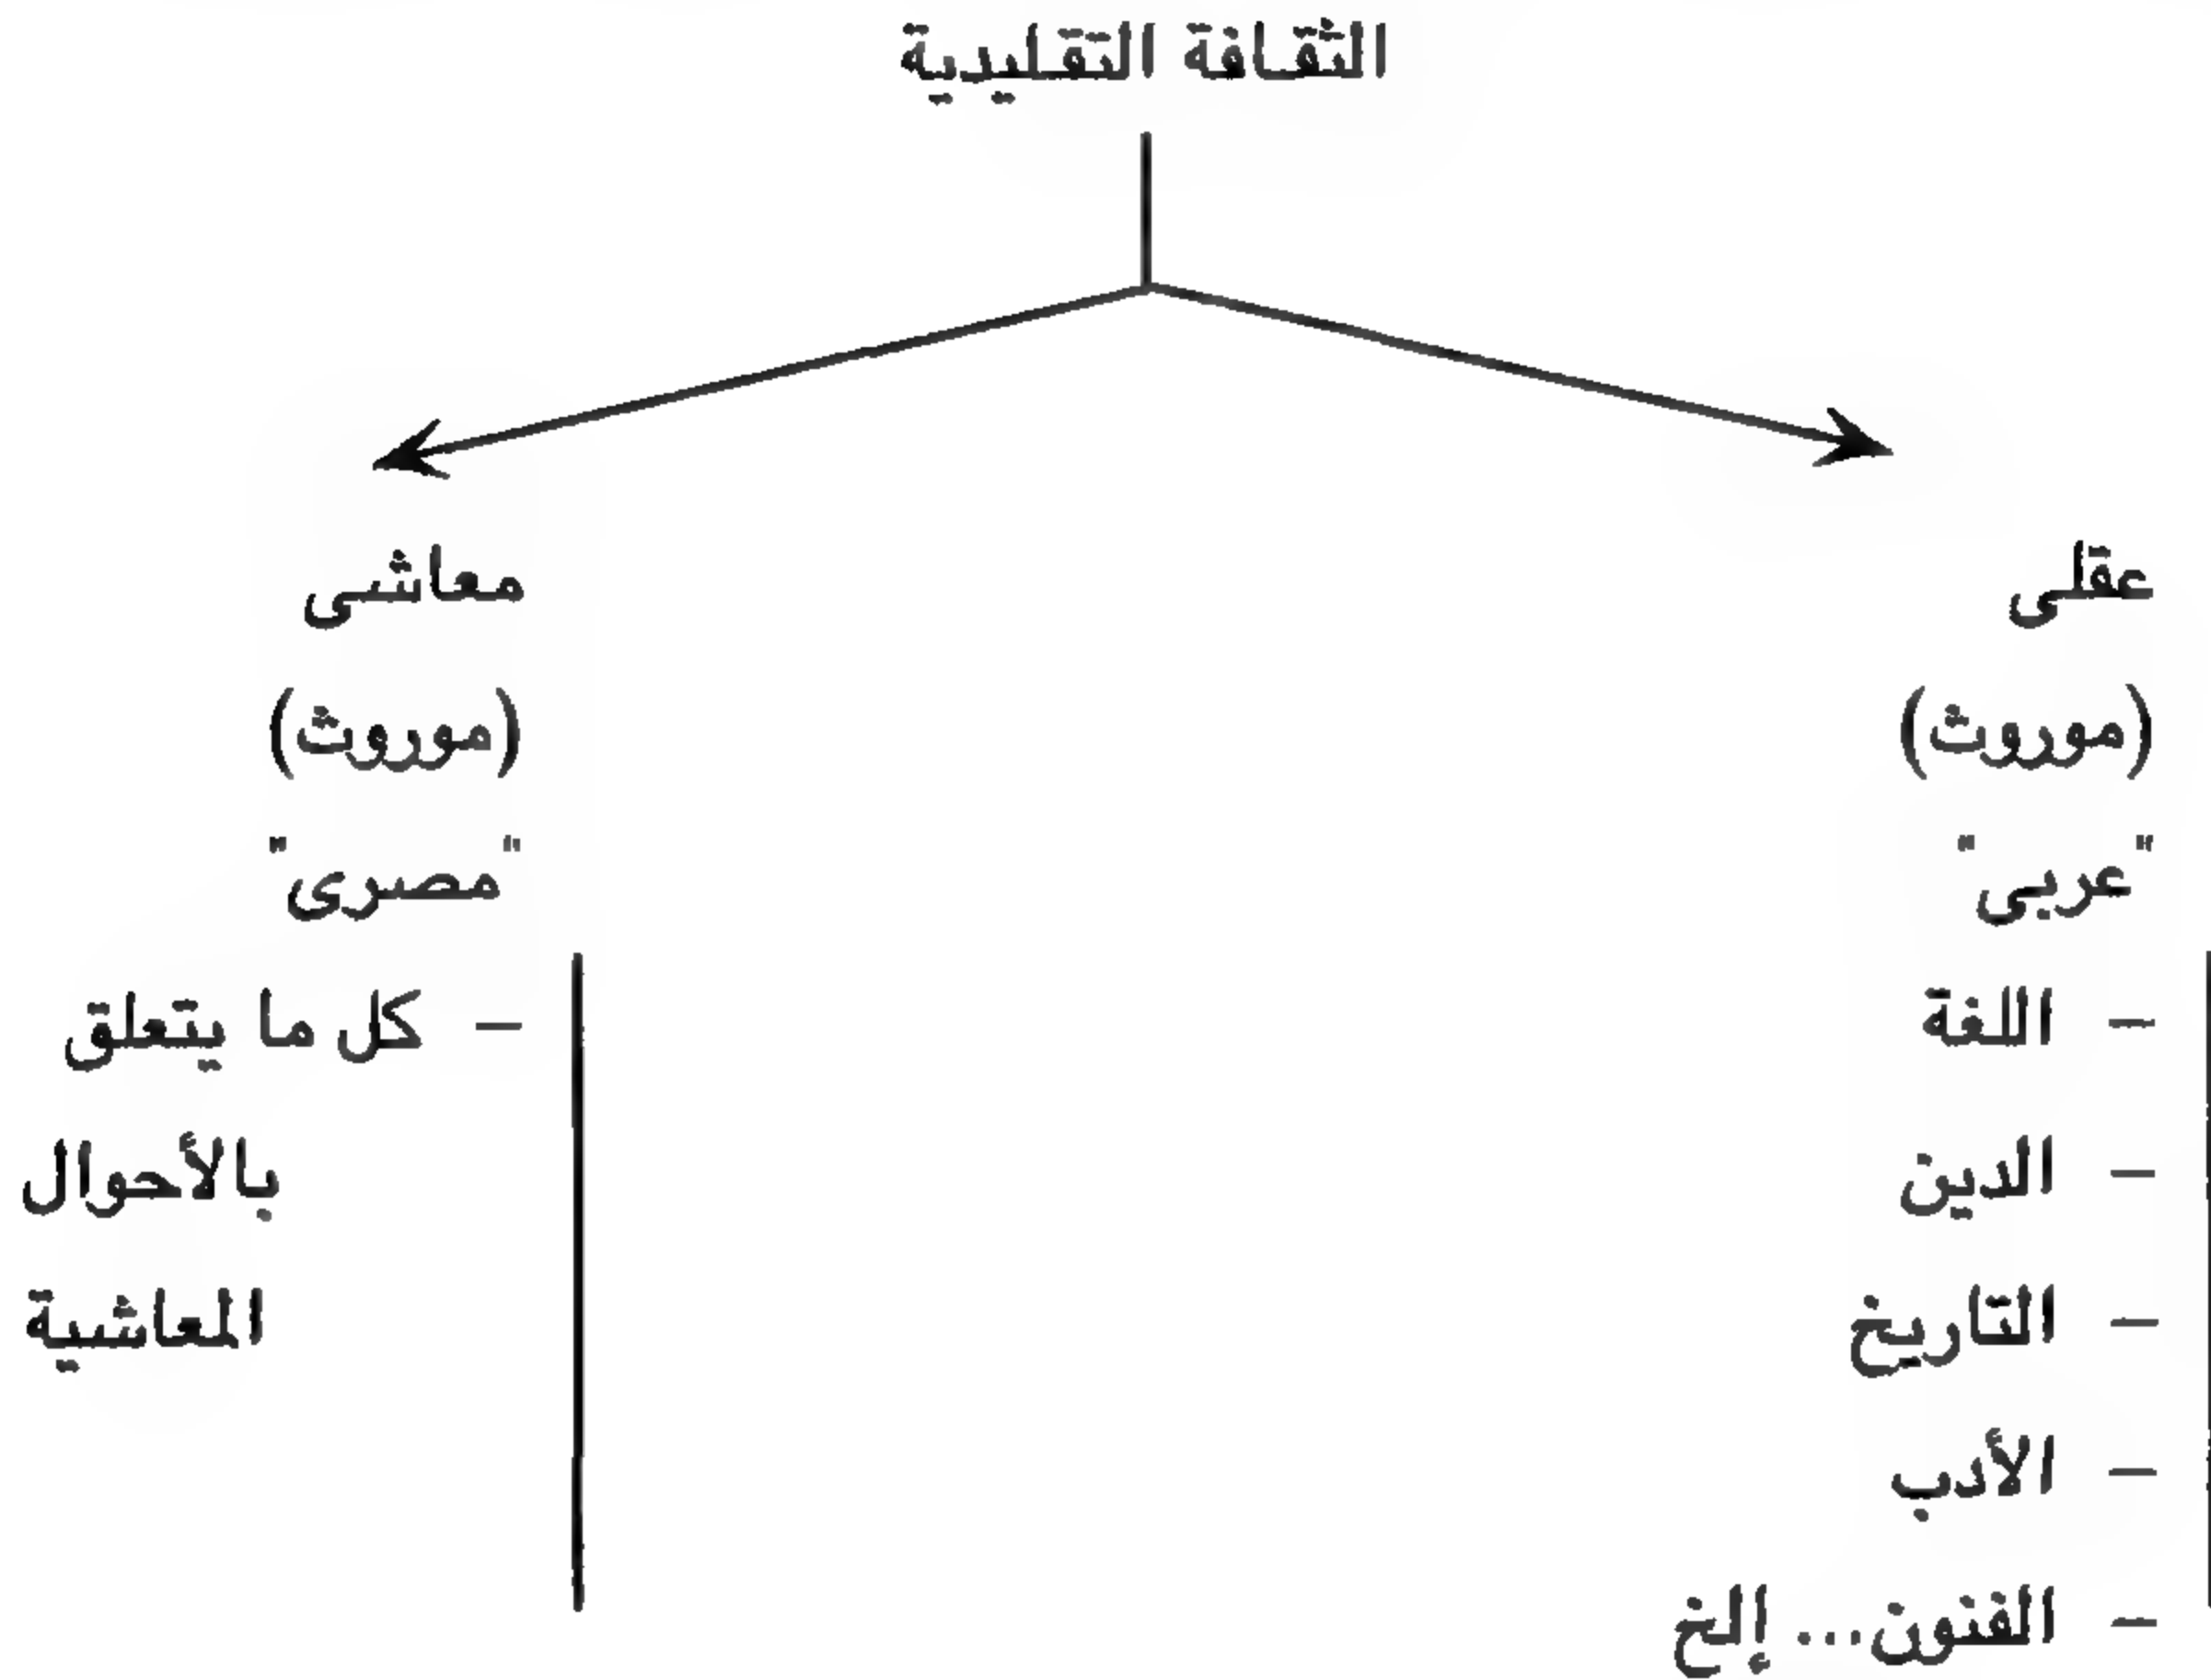 الثقافة التقليدية
عقلى
(موروث)
"عربى"
– اللغة
– الدين
– التاريخ
– الأدب
– الفنون... إلخ
معاشى
(موروث)
"مصرى"
– كل ما يتعلق
بالأحوال
المعاشية